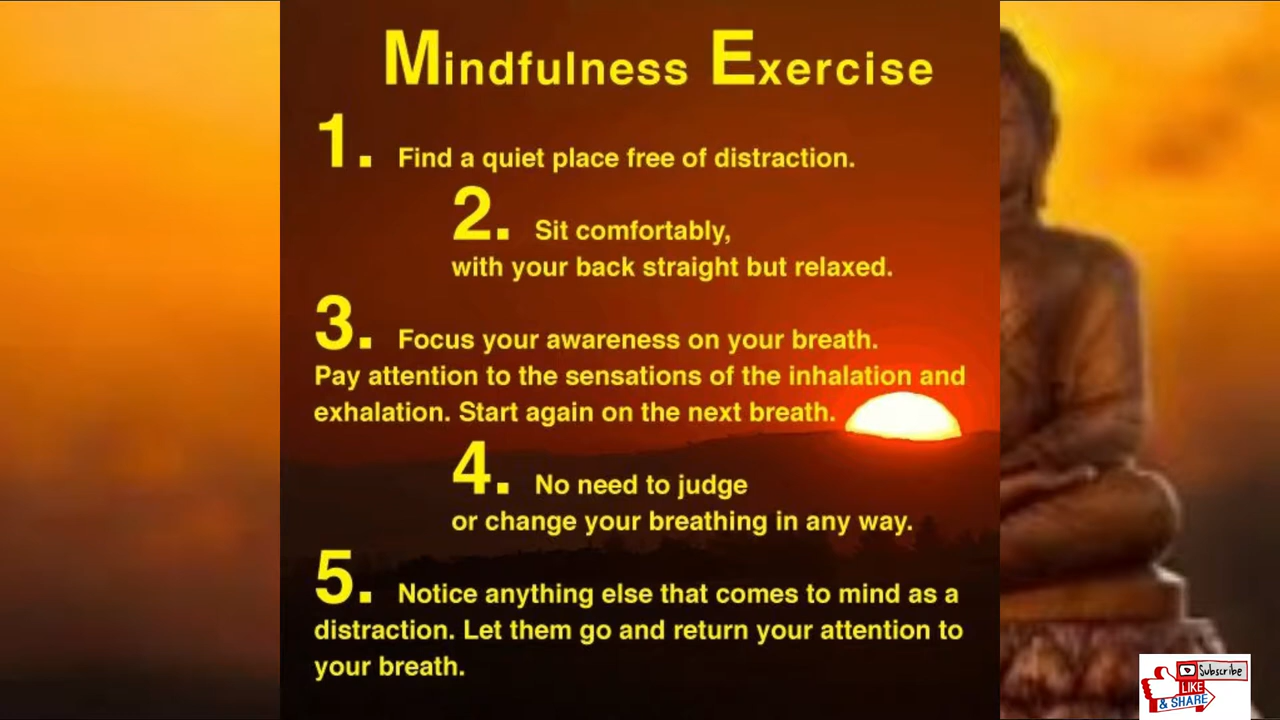 Mindfulness Exercise
1. Find a quiet place free of distraction.
2. Sit comfortably,
with your back straight but relaxed.
3. Focus your awareness on your breath.
Pay attention to the sensations of the inhalation and
exhalation. Start again on the next breath.
4. No need to judge
or change your breathing in any way.
5. Notice anything else that comes to mind as a
distraction. Let them go and return your attention to
your breath.
Subscribe
LIKE
& SHARE